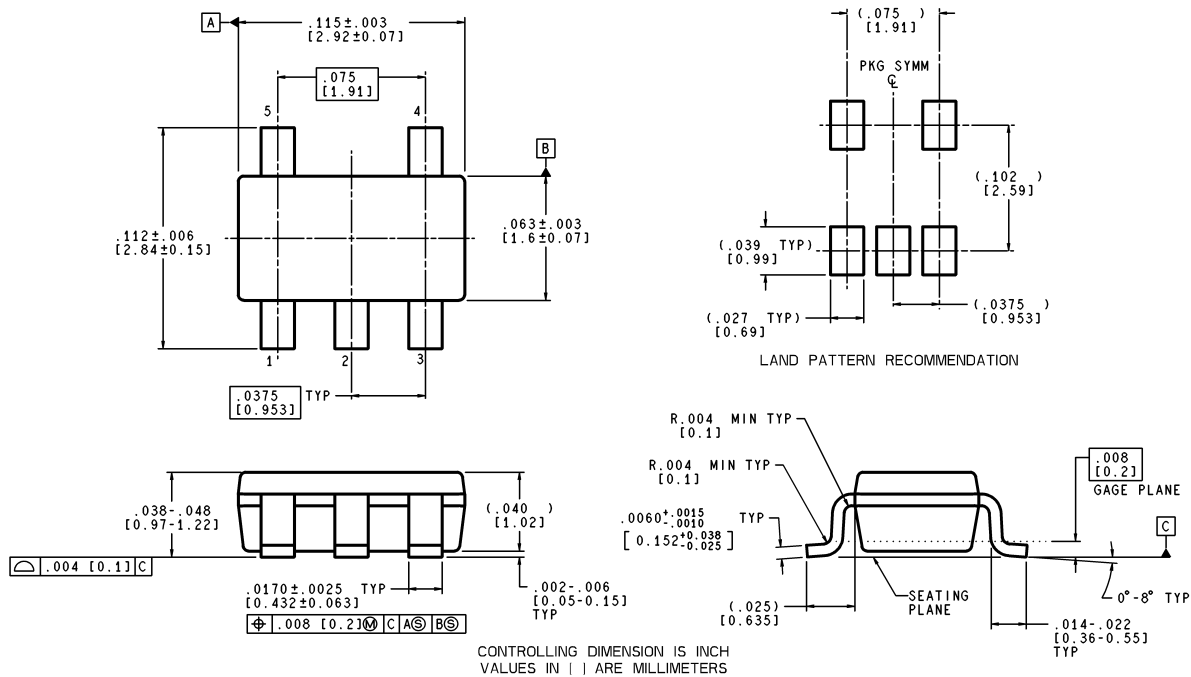 A
.115±.003
[2.92±0.07]
.075
[1.91]
5
4
B
.112±.006
[2.84±0.15]
.063±.003
[1.6±0.07]
1
2
3
.0375
[0.953]
TYP
(.075 )
[1.91]
PKG SYMM
℄
(.102 )
[2.59]
(.039 TYP)
[0.99]
(.027 TYP)
[0.69]
(.0375 )
[0.953]
LAND PATTERN RECOMMENDATION
.038-.048
[0.97-1.22]
(.040 )
[1.02]
⌓ .004 [0.1] C
.0170±.0025 TYP
[0.432±0.063]
⌖ .008 [0.2]Ⓜ C AⓈ BⓈ
.002-.006
[0.05-0.15]
TYP
R.004 MIN TYP
[0.1]
R.004 MIN TYP
[0.1]
.0060+.0015 -.0010 TYP
[0.152+0.038 -0.025]
.008
[0.2]
GAGE PLANE
C
SEATING
PLANE
0°-8° TYP
(.025)
[0.635]
.014-.022
[0.36-0.55]
TYP
CONTROLLING DIMENSION IS INCH
VALUES IN [ ] ARE MILLIMETERS